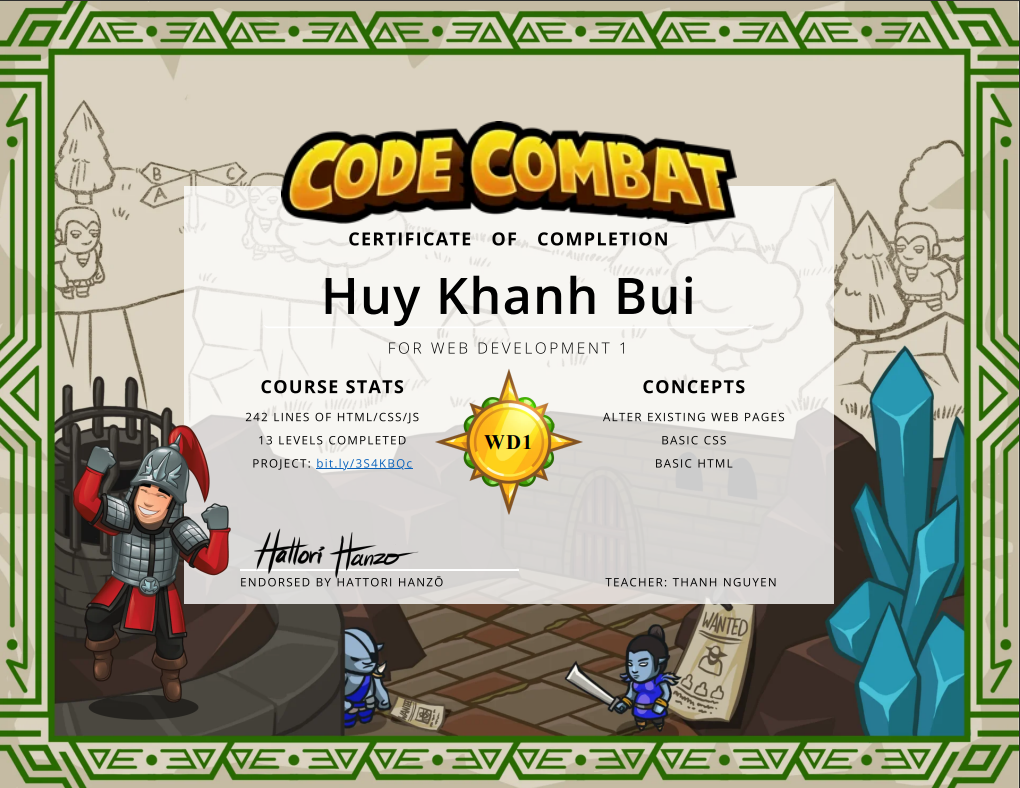 B C
A D
CODE COMBAT
CERTIFICATE OF COMPLETION
Huy Khanh Bui
FOR WEB DEVELOPMENT 1
COURSE STATS
242 LINES OF HTML/CSS/JS
13 LEVELS COMPLETED
PROJECT: bit.ly/3S4KBOc
WD1
CONCEPTS
ALTER EXISTING WEB PAGES
BASIC CSS
BASIC HTML
Hattori Hanzo
ENDORSED BY HATTORI HANZŌ
TEACHER: THANH NGUYEN
WANTED